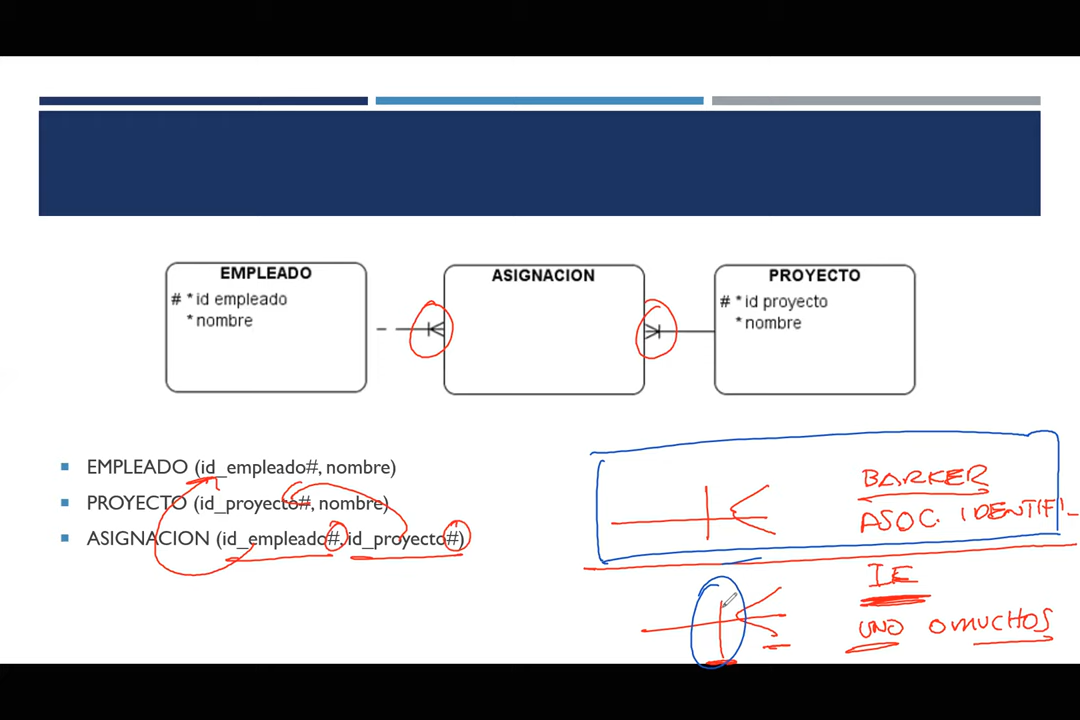 EMPLEADO
# * id empleado
* nombre
ASIGNACION
PROYECTO
# * id proyecto
* nombre
EMPLEADO (id_empleado#, nombre)
PROYECTO (id_proyecto#, nombre)
ASIGNACION (id_empleado#, id_proyecto#)
BARKER
ASOC. IDENTIF
IE
UNO O MUCHOS